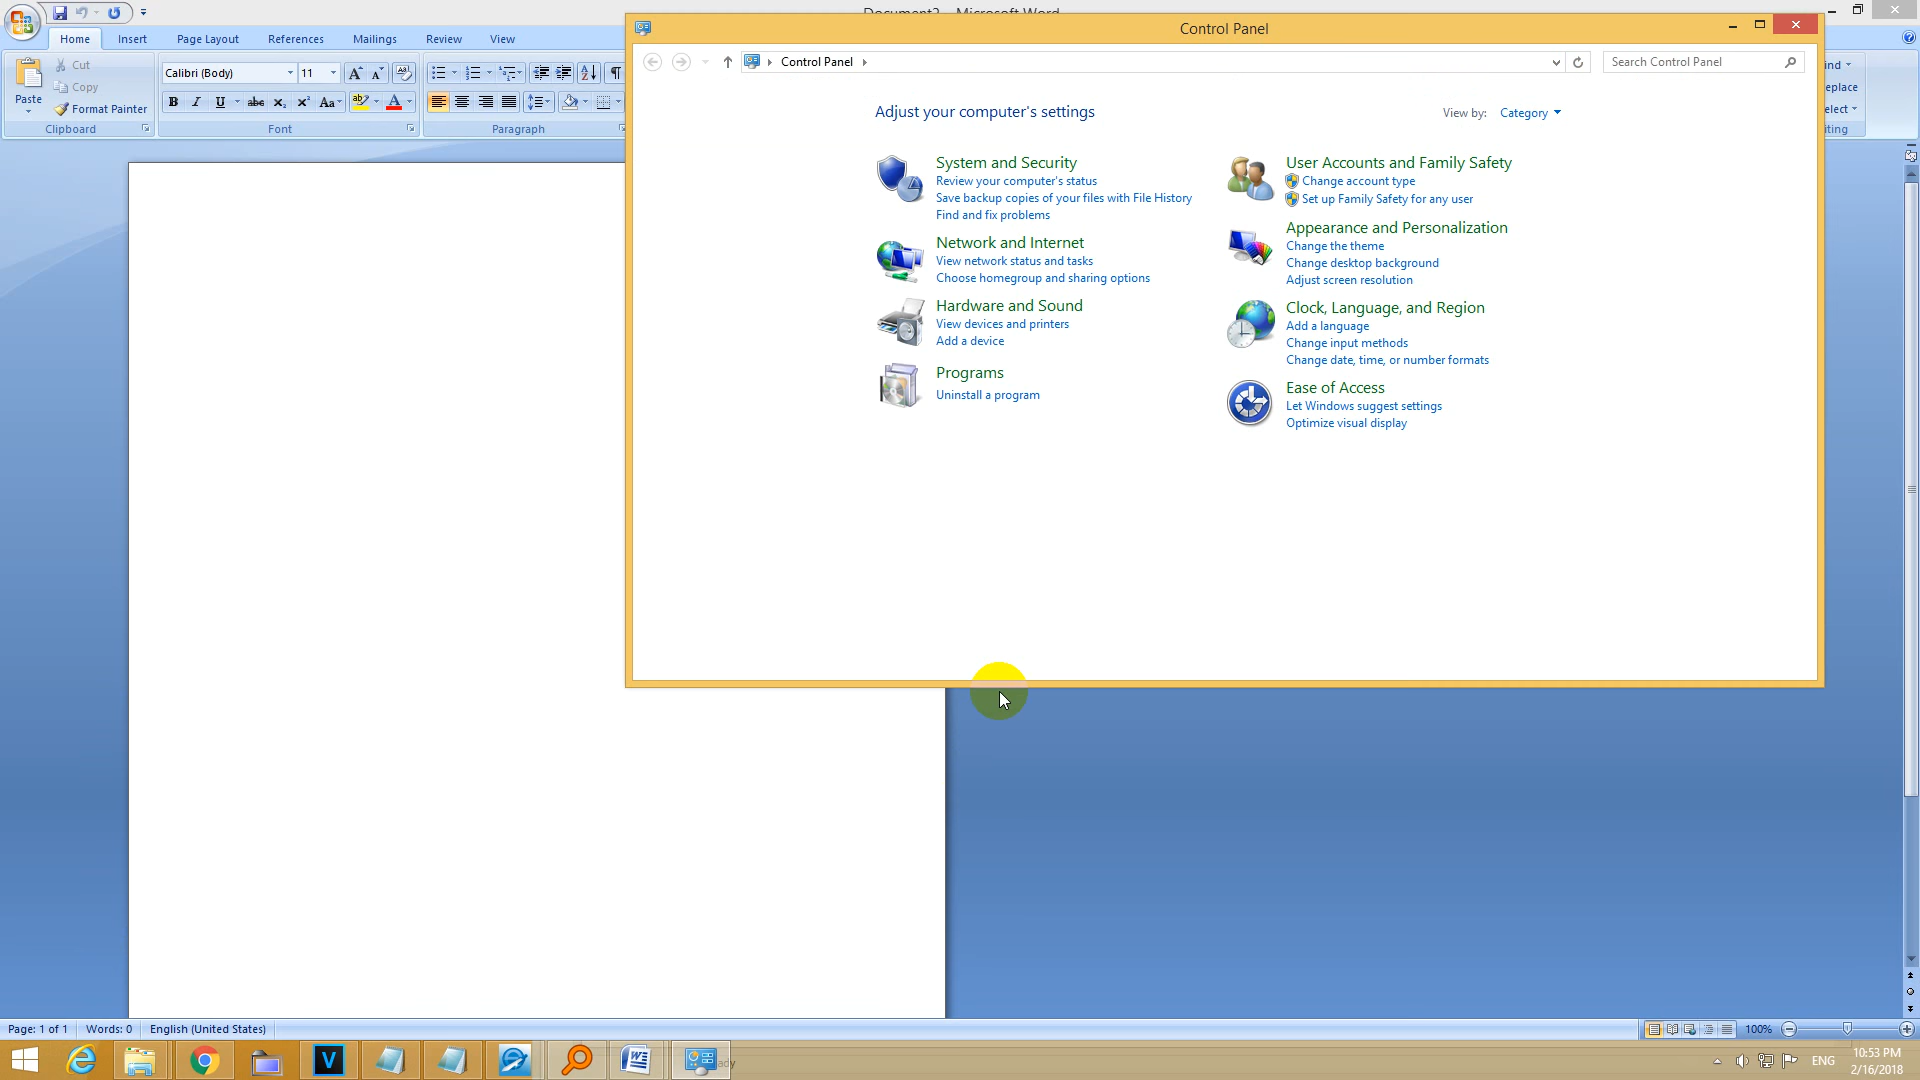 Document2 - Microsoft Word
Home
Insert
Page Layout
References
Mailings
Review
View
Paste
Cut
Copy
Format Painter
Clipboard
Calibri (Body)
11
Font
Paragraph
Control Panel
Control Panel
Search Control Panel
ind
eplace
elect
iting
Adjust your computer's settings
View by: Category
System and Security
Review your computer's status
Save backup copies of your files with File History
Find and fix problems
Network and Internet
View network status and tasks
Choose homegroup and sharing options
Hardware and Sound
View devices and printers
Add a device
Programs
Uninstall a program
User Accounts and Family Safety
Change account type
Set up Family Safety for any user
Appearance and Personalization
Change the theme
Change desktop background
Adjust screen resolution
Clock, Language, and Region
Add a language
Change input methods
Change date, time, or number formats
Ease of Access
Let Windows suggest settings
Optimize visual display
Page: 1 of 1
Words: 0
English (United States)
100%
ENG
10:53 PM
2/16/2018